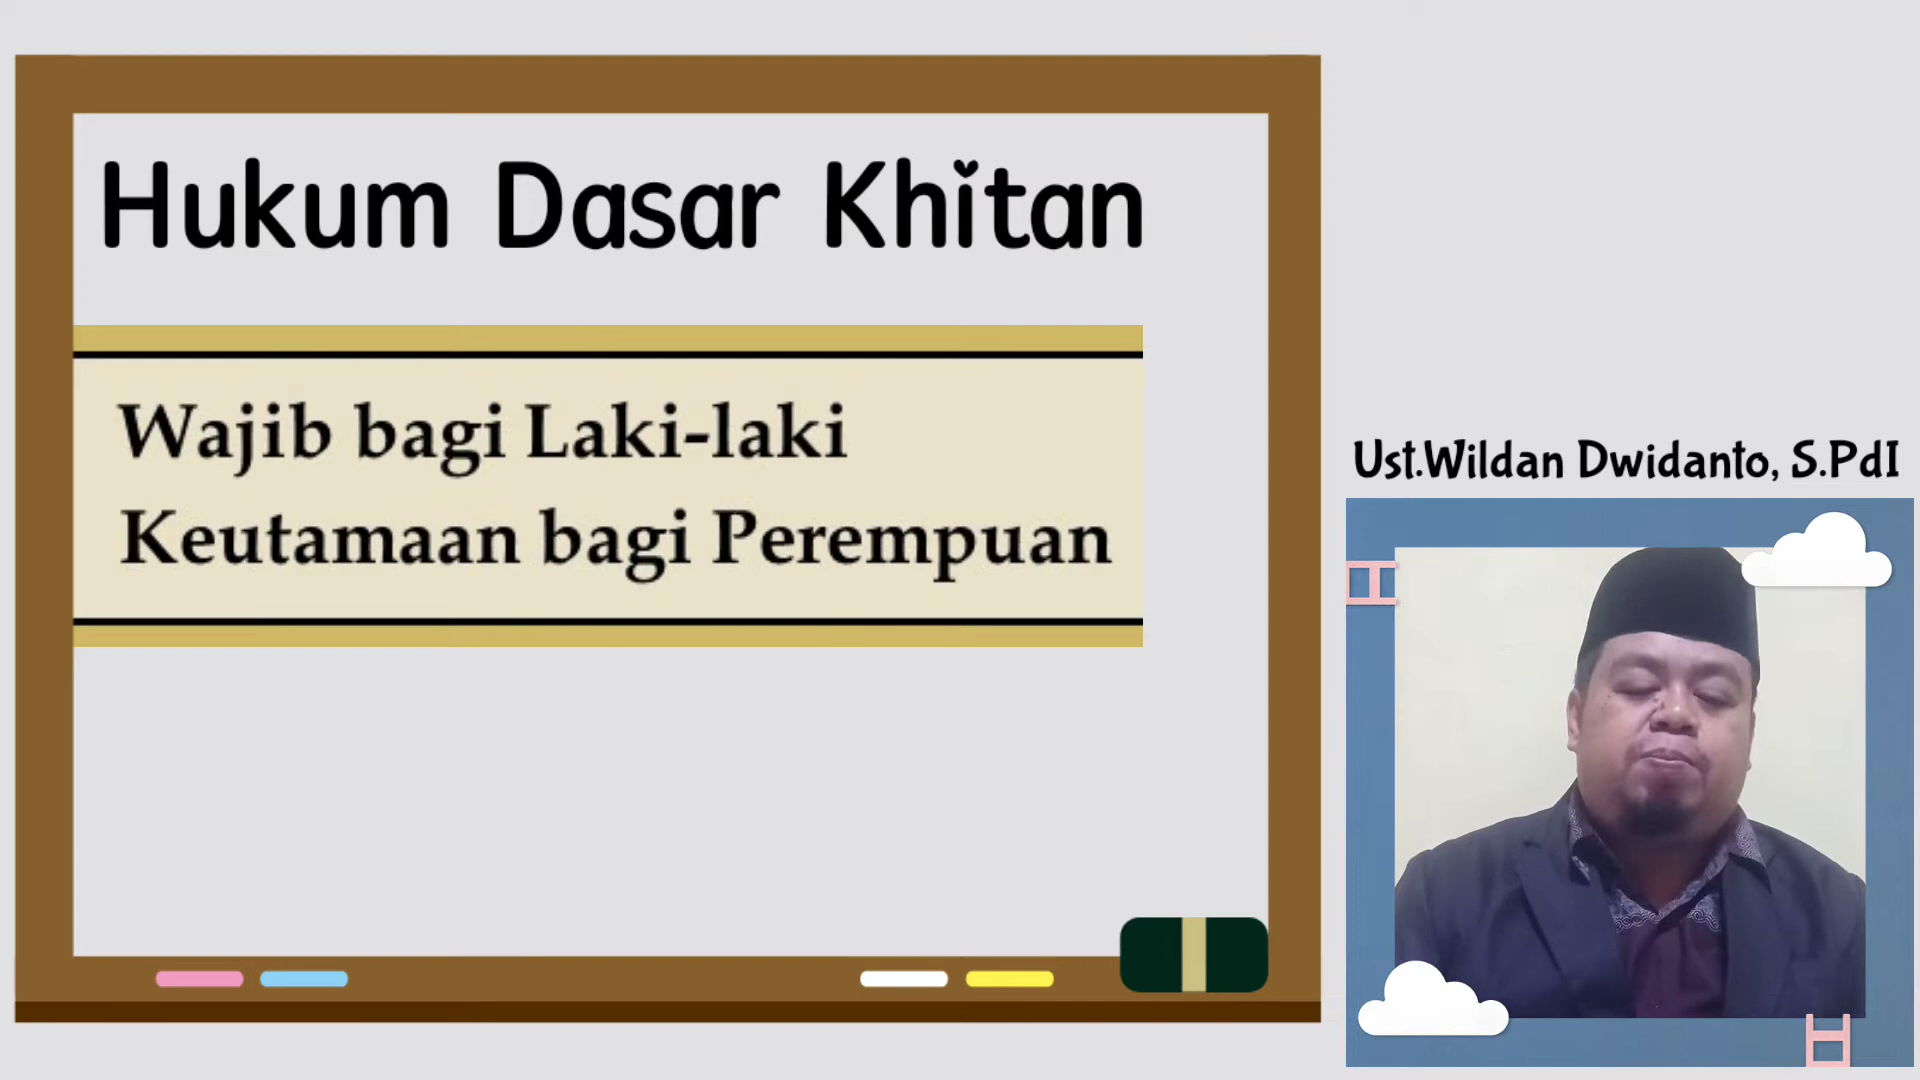 Hukum Dasar Khitan
Wajib bagi Laki-laki
Keutamaan bagi Perempuan
Ust.Wildan Dwidanto, S.PdI